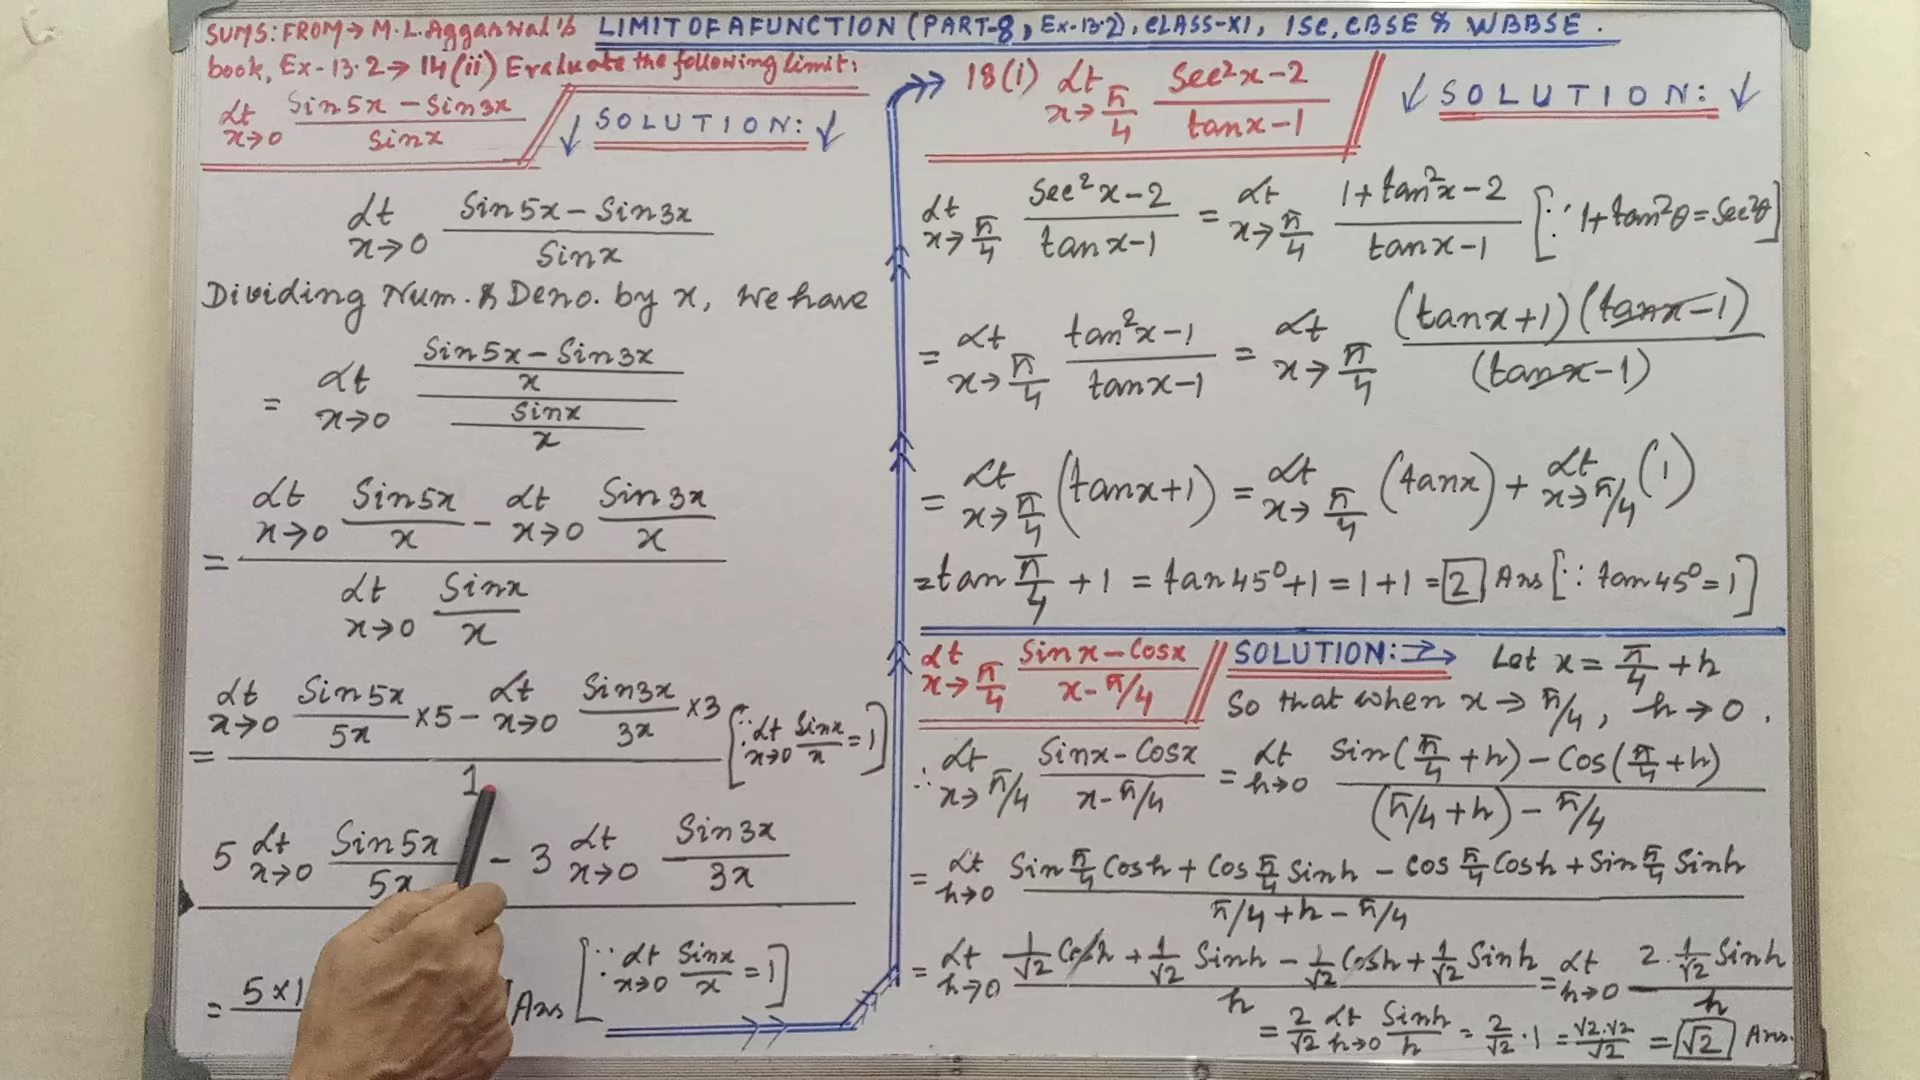 SUMS: FROM → M.L. Aggarwal's LIMIT OF A FUNCTION (PART-8, Ex-13.2), CLASS-XI, ISC, CBSE & WBBSE.
book, Ex-13.2 → 14(ii) Evaluate the following limit:
Lt x→0 (Sin5x - Sin3x)/Sinx
↓ SOLUTION: ↓
Lt x→0 (Sin5x - Sin3x)/Sinx
Dividing Num. & Deno. by x, We have
= Lt x→0 ((Sin5x - Sin3x)/x)/(Sinx/x)
= (Lt x→0 Sin5x/x - Lt x→0 Sin3x/x)/(Lt x→0 Sinx/x)
= (Lt x→0 Sin5x/5x ×5 - Lt x→0 Sin3x/3x ×3)/1 [∵ Lt x→0 Sinx/x = 1]
5 Lt x→0 Sin5x/5x - 3 Lt x→0 Sin3x/3x
= 5×1 Ans [∵ Lt x→0 Sinx/x = 1]
→→ 18(i) Lt x→π/4 (Sec²x - 2)/(tanx - 1)
↓ SOLUTION: ↓
Lt x→π/4 (Sec²x - 2)/(tanx - 1) = Lt x→π/4 (1 + tan²x - 2)/(tanx - 1) [∵ 1 + tan²θ = Sec²θ]
= Lt x→π/4 (tan²x - 1)/(tanx - 1) = Lt x→π/4 (tanx + 1)(tanx - 1)/(tanx - 1)
= Lt x→π/4 (tanx + 1) = Lt x→π/4 (tanx) + Lt x→π/4 (1)
= tan π/4 + 1 = tan45° + 1 = 1 + 1 = 2 Ans [∵ tan45° = 1]
Lt x→π/4 (Sinx - Cosx)/(x - π/4)
SOLUTION: → Let x = π/4 + h
So that when x → π/4, h → 0.
∴ Lt x→π/4 (Sinx - Cosx)/(x - π/4) = Lt h→0 (Sin(π/4 + h) - Cos(π/4 + h))/((π/4 + h) - π/4)
= Lt h→0 (Sin π/4 Cosh + Cos π/4 Sinh - Cos π/4 Cosh + Sin π/4 Sinh)/(π/4 + h - π/4)
= Lt h→0 (1/√2 Cosh + 1/√2 Sinh - 1/√2 Cosh + 1/√2 Sinh)/h = Lt h→0 (2 . 1/√2 Sinh)/h
= 2/√2 Lt h→0 Sinh/h = 2/√2 . 1 = √2.√2/√2 = √2 Ans.